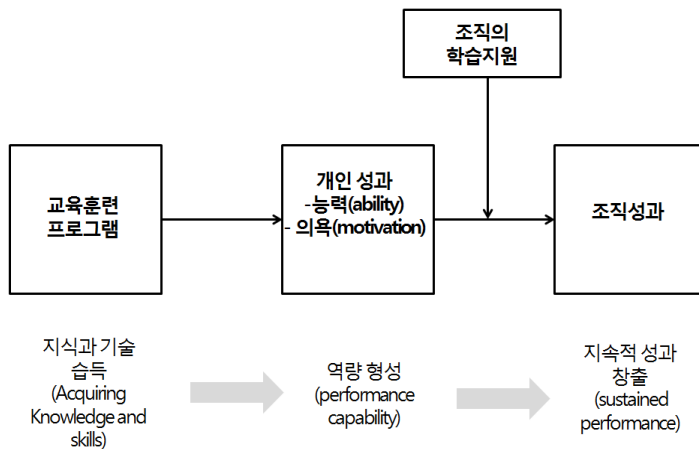 조직의
학습지원
교육훈련
프로그램
개인 성과
-능력(ability)
- 의욕(motivation)
조직성과
지식과 기술
습득
(Acquiring
Knowledge and
skills)
역량 형성
(performance
capability)
지속적 성과
창출
(sustained
performance)